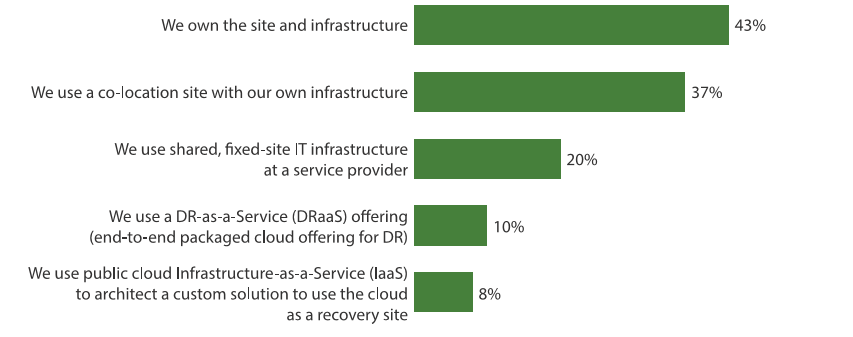 We own the site and infrastructure
43%
We use a co-location site with our own infrastructure
37%
We use shared, fixed-site IT infrastructure
at a service provider
20%
We use a DR-as-a-Service (DRaaS) offering
(end-to-end packaged cloud offering for DR)
10%
We use public cloud Infrastructure-as-a-Service (IaaS)
to architect a custom solution to use the cloud
as a recovery site
8%